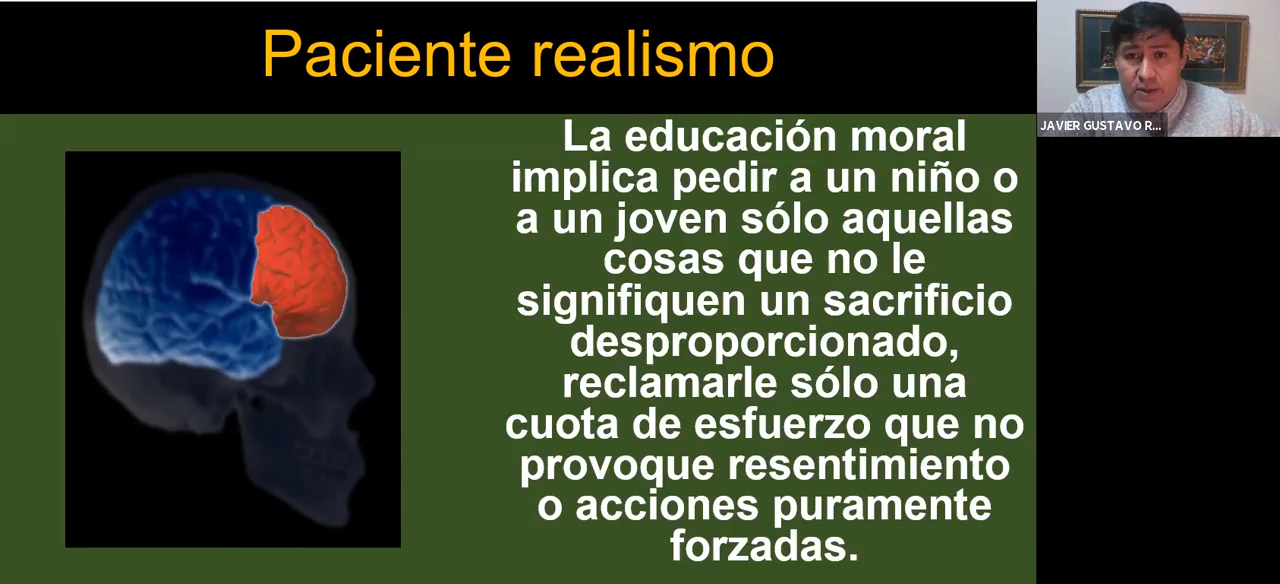 Paciente realismo
La educación moral
implica pedir a un niño o
a un joven sólo aquellas
cosas que no le
signifiquen un sacrificio
desproporcionado,
reclamarle sólo una
cuota de esfuerzo que no
provoque resentimiento
o acciones puramente
forzadas.
JAVIER GUSTAVO R...